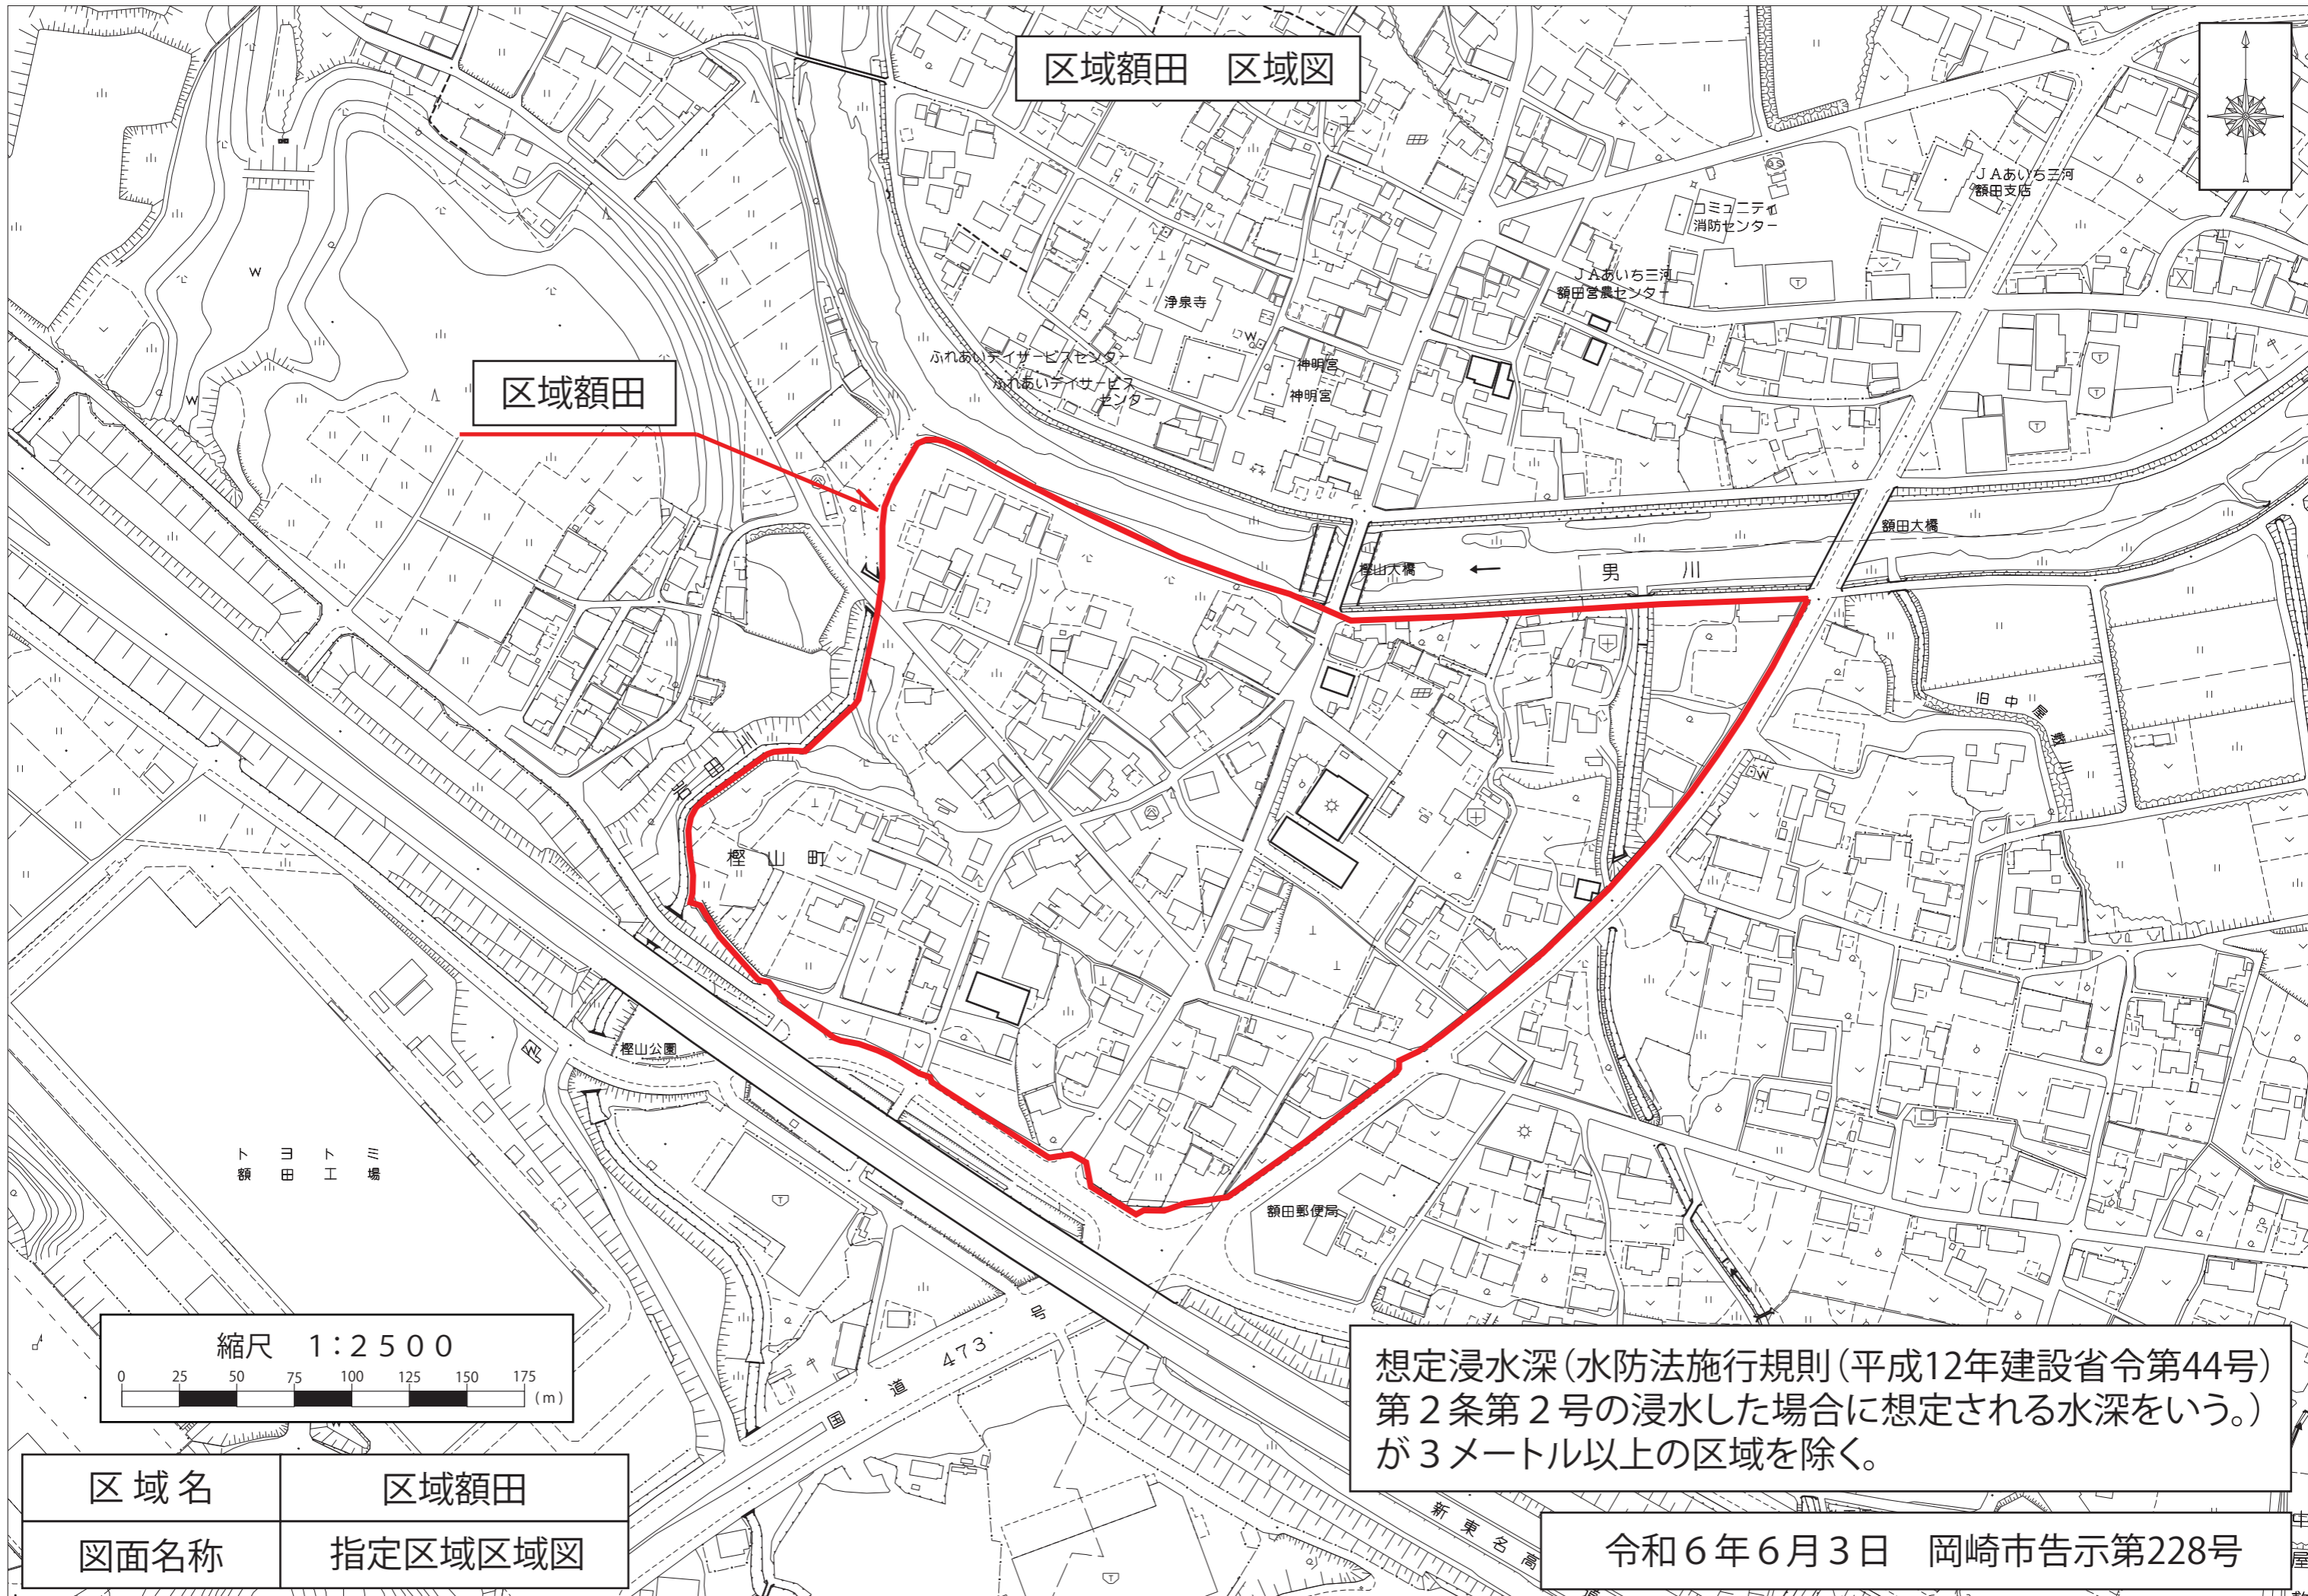 区域額田　区域図
JAあいち三河
額田支店
コミュニティ
消防センター
JAあいち三河
額田営農センター
浄泉寺
ふれあいデイサービスセンター
神明宮
ふれあいデイサービス
センター
神明宮
区域額田
額田大橋
樫山大橋
男川
旧中屋敷川
樫山町
樫山公園
トヨトミ
額田工場
額田郵便局
国道473号
縮尺　1:2500
0 25 50 75 100 125 150 175
(m)
想定浸水深(水防法施行規則(平成12年建設省令第44号)
第２条第２号の浸水した場合に想定される水深をいう。)
が３メートル以上の区域を除く。
区域名　区域額田
図面名称　指定区域区域図
新東名高
令和６年６月３日　岡崎市告示第228号